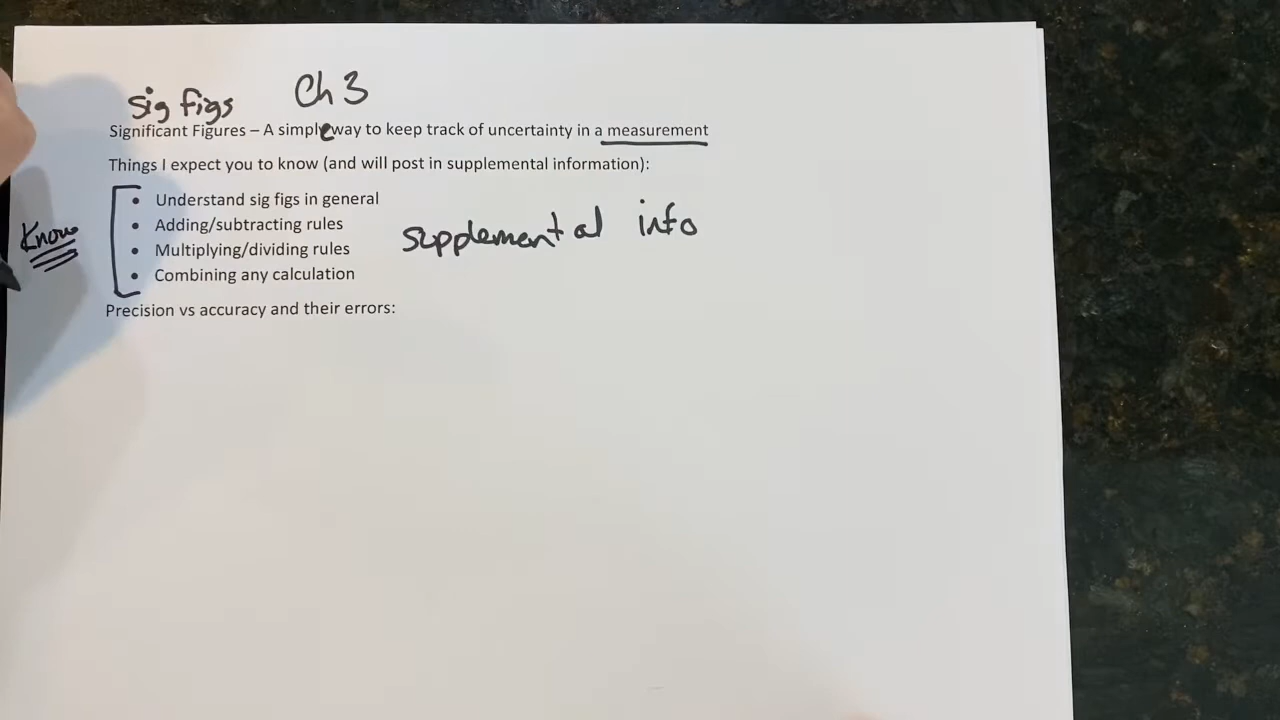 Sig figs Ch 3
Significant Figures – A simple way to keep track of uncertainty in a measurement
Things I expect you to know (and will post in supplemental information):
• Understand sig figs in general
• Adding/subtracting rules
supplemental info
Know
• Multiplying/dividing rules
• Combining any calculation
Precision vs accuracy and their errors: